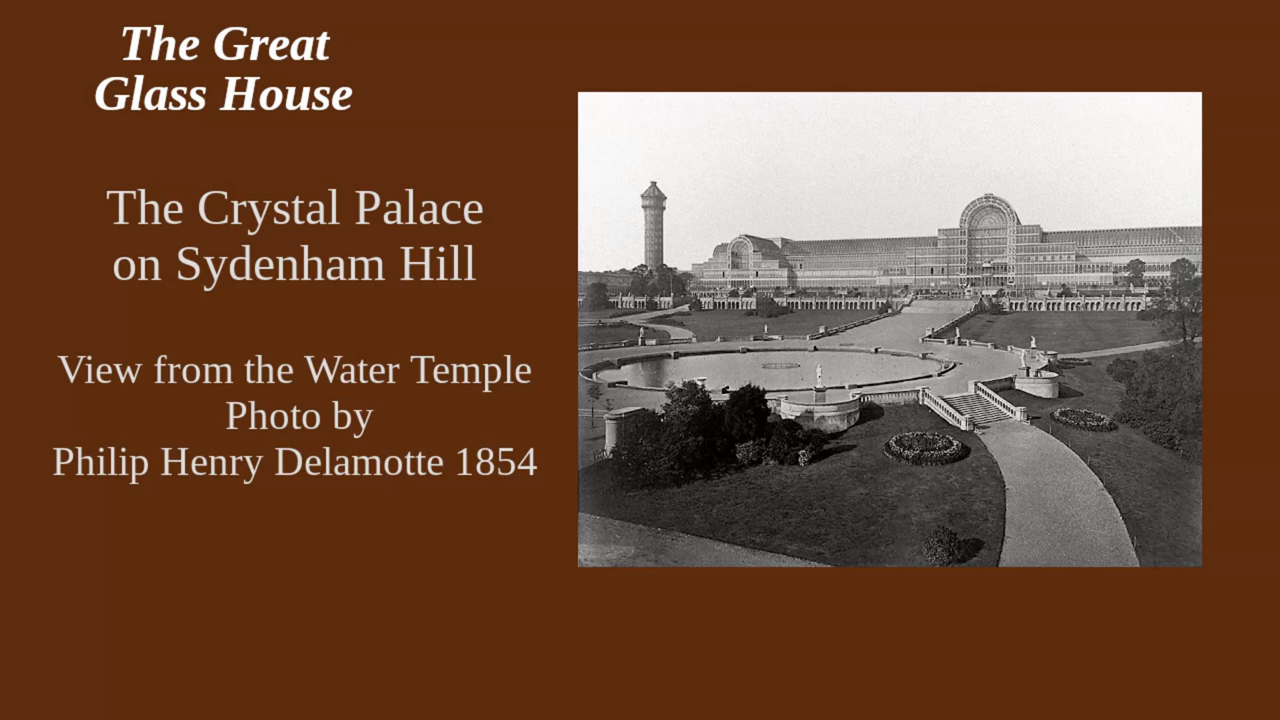 The Great
Glass House
The Crystal Palace
on Sydenham Hill
View from the Water Temple
Photo by
Philip Henry Delamotte 1854